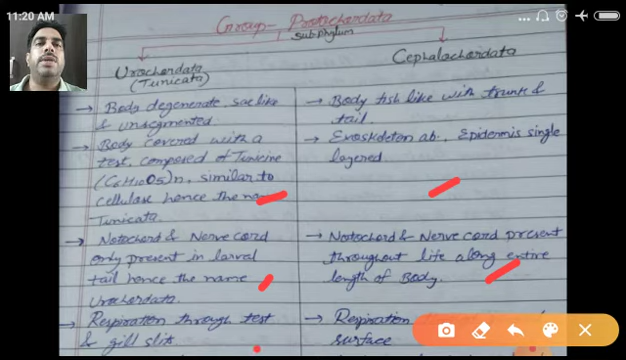 11:20 AM
Group- Protochordata
Subphylum
Urochordata
(Tunicata)
→ Body degenerate, sac like
& unsegmented
→ Body covered with a
test, composed of Tunicine
(C6H10O5)n, similar to
cellulose hence the name
Tunicata.
→ Notochord & Nerve cord
only present in larval
tail hence the name
Urochordata.
→ Respiration through test
& gill slits
Cephalochordata
→ Body fish like with trunk &
tail
→ Exoskeleton ab., Epidermis single
layered
→ Notochord & Nerve cord present
throughout life along entire
length of Body.
→ Respiration
surface